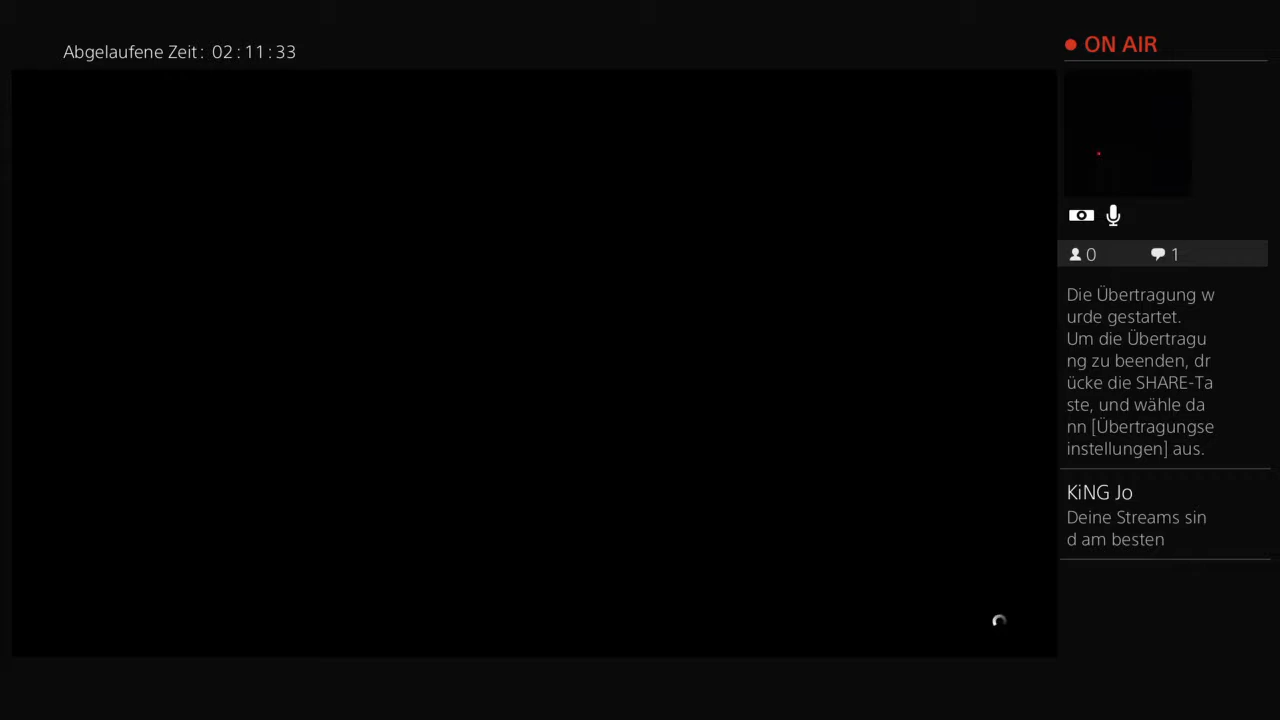 Abgelaufene Zeit: 02:11:33
ON AIR
0 1
Die Übertragung w
urde gestartet.
Um die Übertragu
ng zu beenden, dr
ücke die SHARE-Ta
ste, und wähle da
nn [Übertragungse
instellungen] aus.
KiNG Jo
Deine Streams sin
d am besten